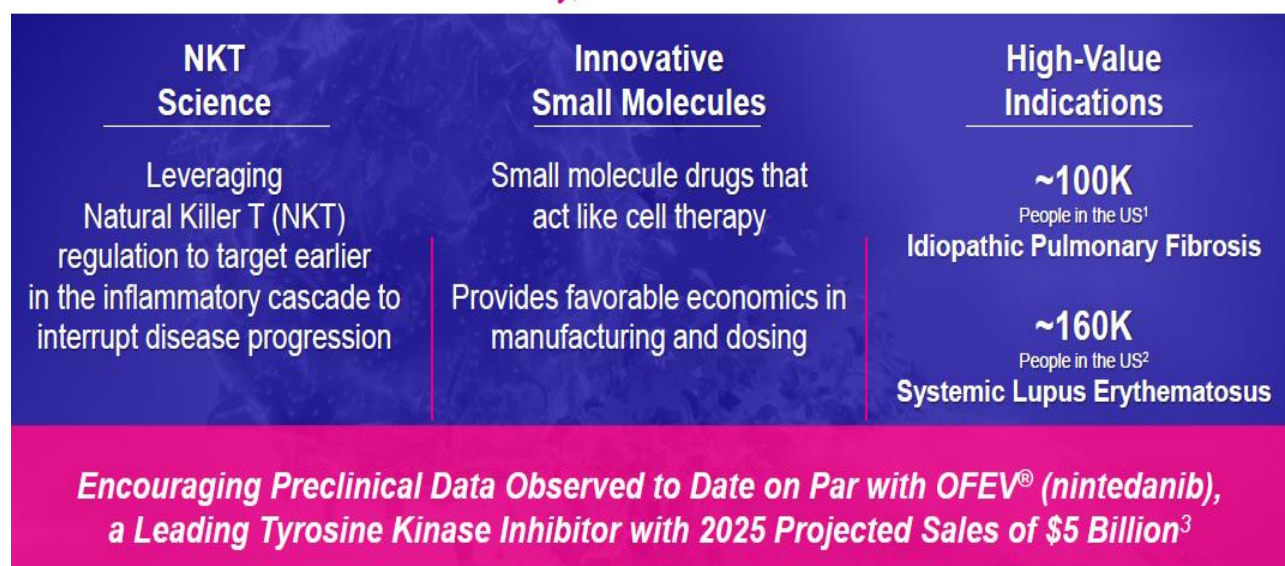 NKT
Science
Leveraging
Natural Killer T (NKT)
regulation to target earlier
in the inflammatory cascade to
interrupt disease progression
Innovative
Small Molecules
Small molecule drugs that
act like cell therapy
Provides favorable economics in
manufacturing and dosing
High-Value
Indications
~100K
People in the US¹
Idiopathic Pulmonary Fibrosis
~160K
People in the US²
Systemic Lupus Erythematosus
Encouraging Preclinical Data Observed to Date on Par with OFEV® (nintedanib),
a Leading Tyrosine Kinase Inhibitor with 2025 Projected Sales of $5 Billion³